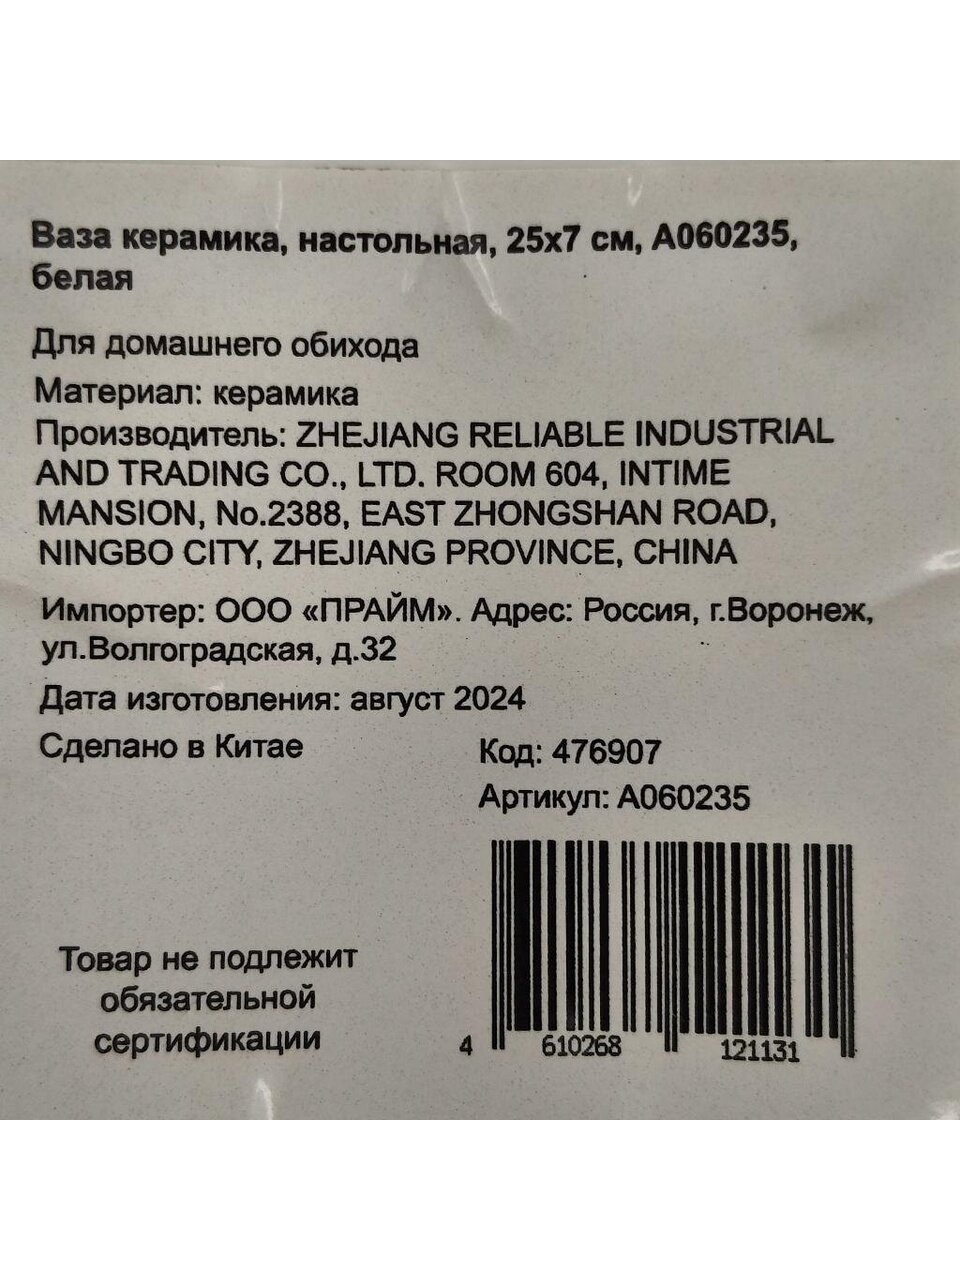 Ваза керамика, настольная, 25х7 см, А060235,
белая
Для домашнего обихода
Материал: керамика
Производитель: ZHEJIANG RELIABLE INDUSTRIAL
AND TRADING CO., LTD. ROOM 604, INTIME
MANSION, No.2388, EAST ZHONGSHAN ROAD,
NINGBO CITY, ZHEJIANG PROVINCE, CHINA
Импортер: ООО «ПРАЙМ». Адрес: Россия, г.Воронеж,
ул.Волгоградская, д.32
Дата изготовления: август 2024
Сделано в Китае
Код: 476907
Артикул: А060235
Товар не подлежит
обязательной
сертификации
4 610268 121131